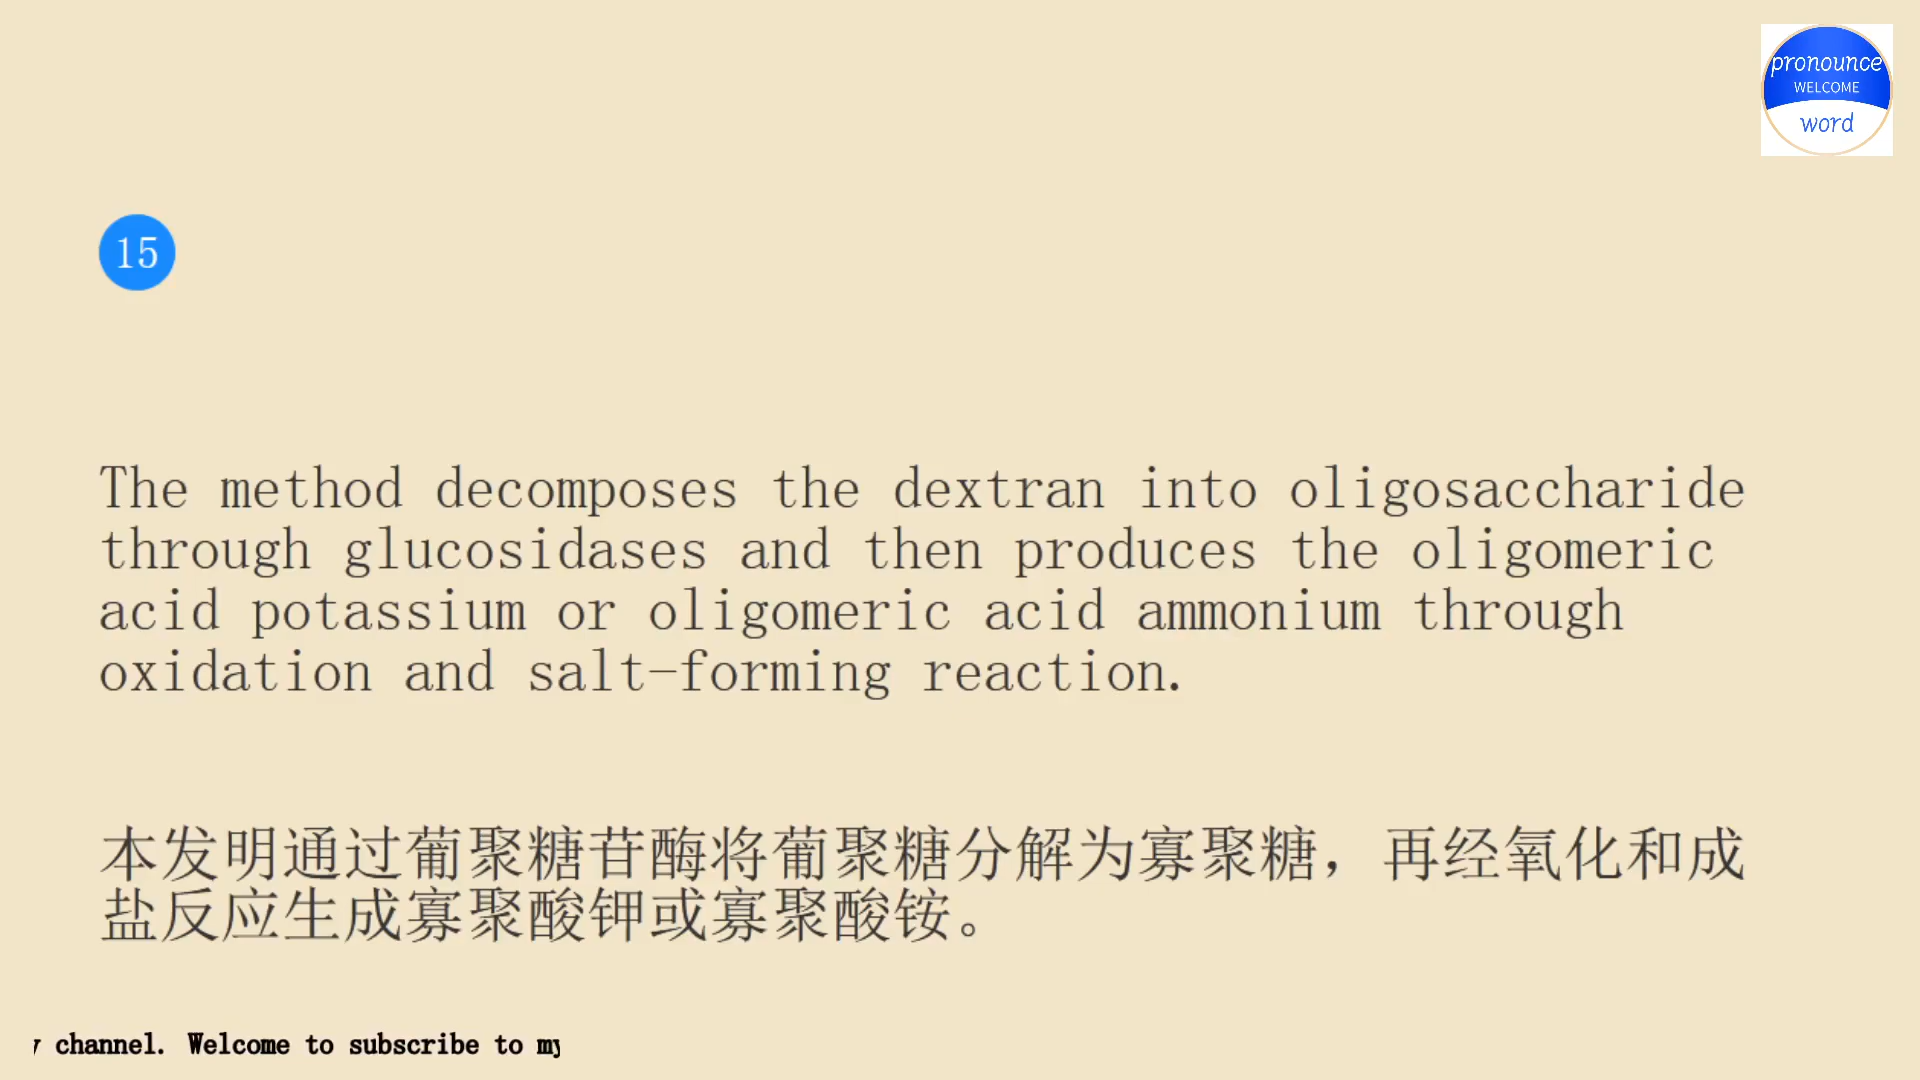 pronounce
WELCOME
word
15
The method decomposes the dextran into oligosaccharide
through glucosidases and then produces the oligomeric
acid potassium or oligomeric acid ammonium through
oxidation and salt-forming reaction.
本发明通过葡聚糖苷酶将葡聚糖分解为寡聚糖，再经氧化和成
盐反应生成寡聚酸钾或寡聚酸铵。
channel. Welcome to subscribe to my